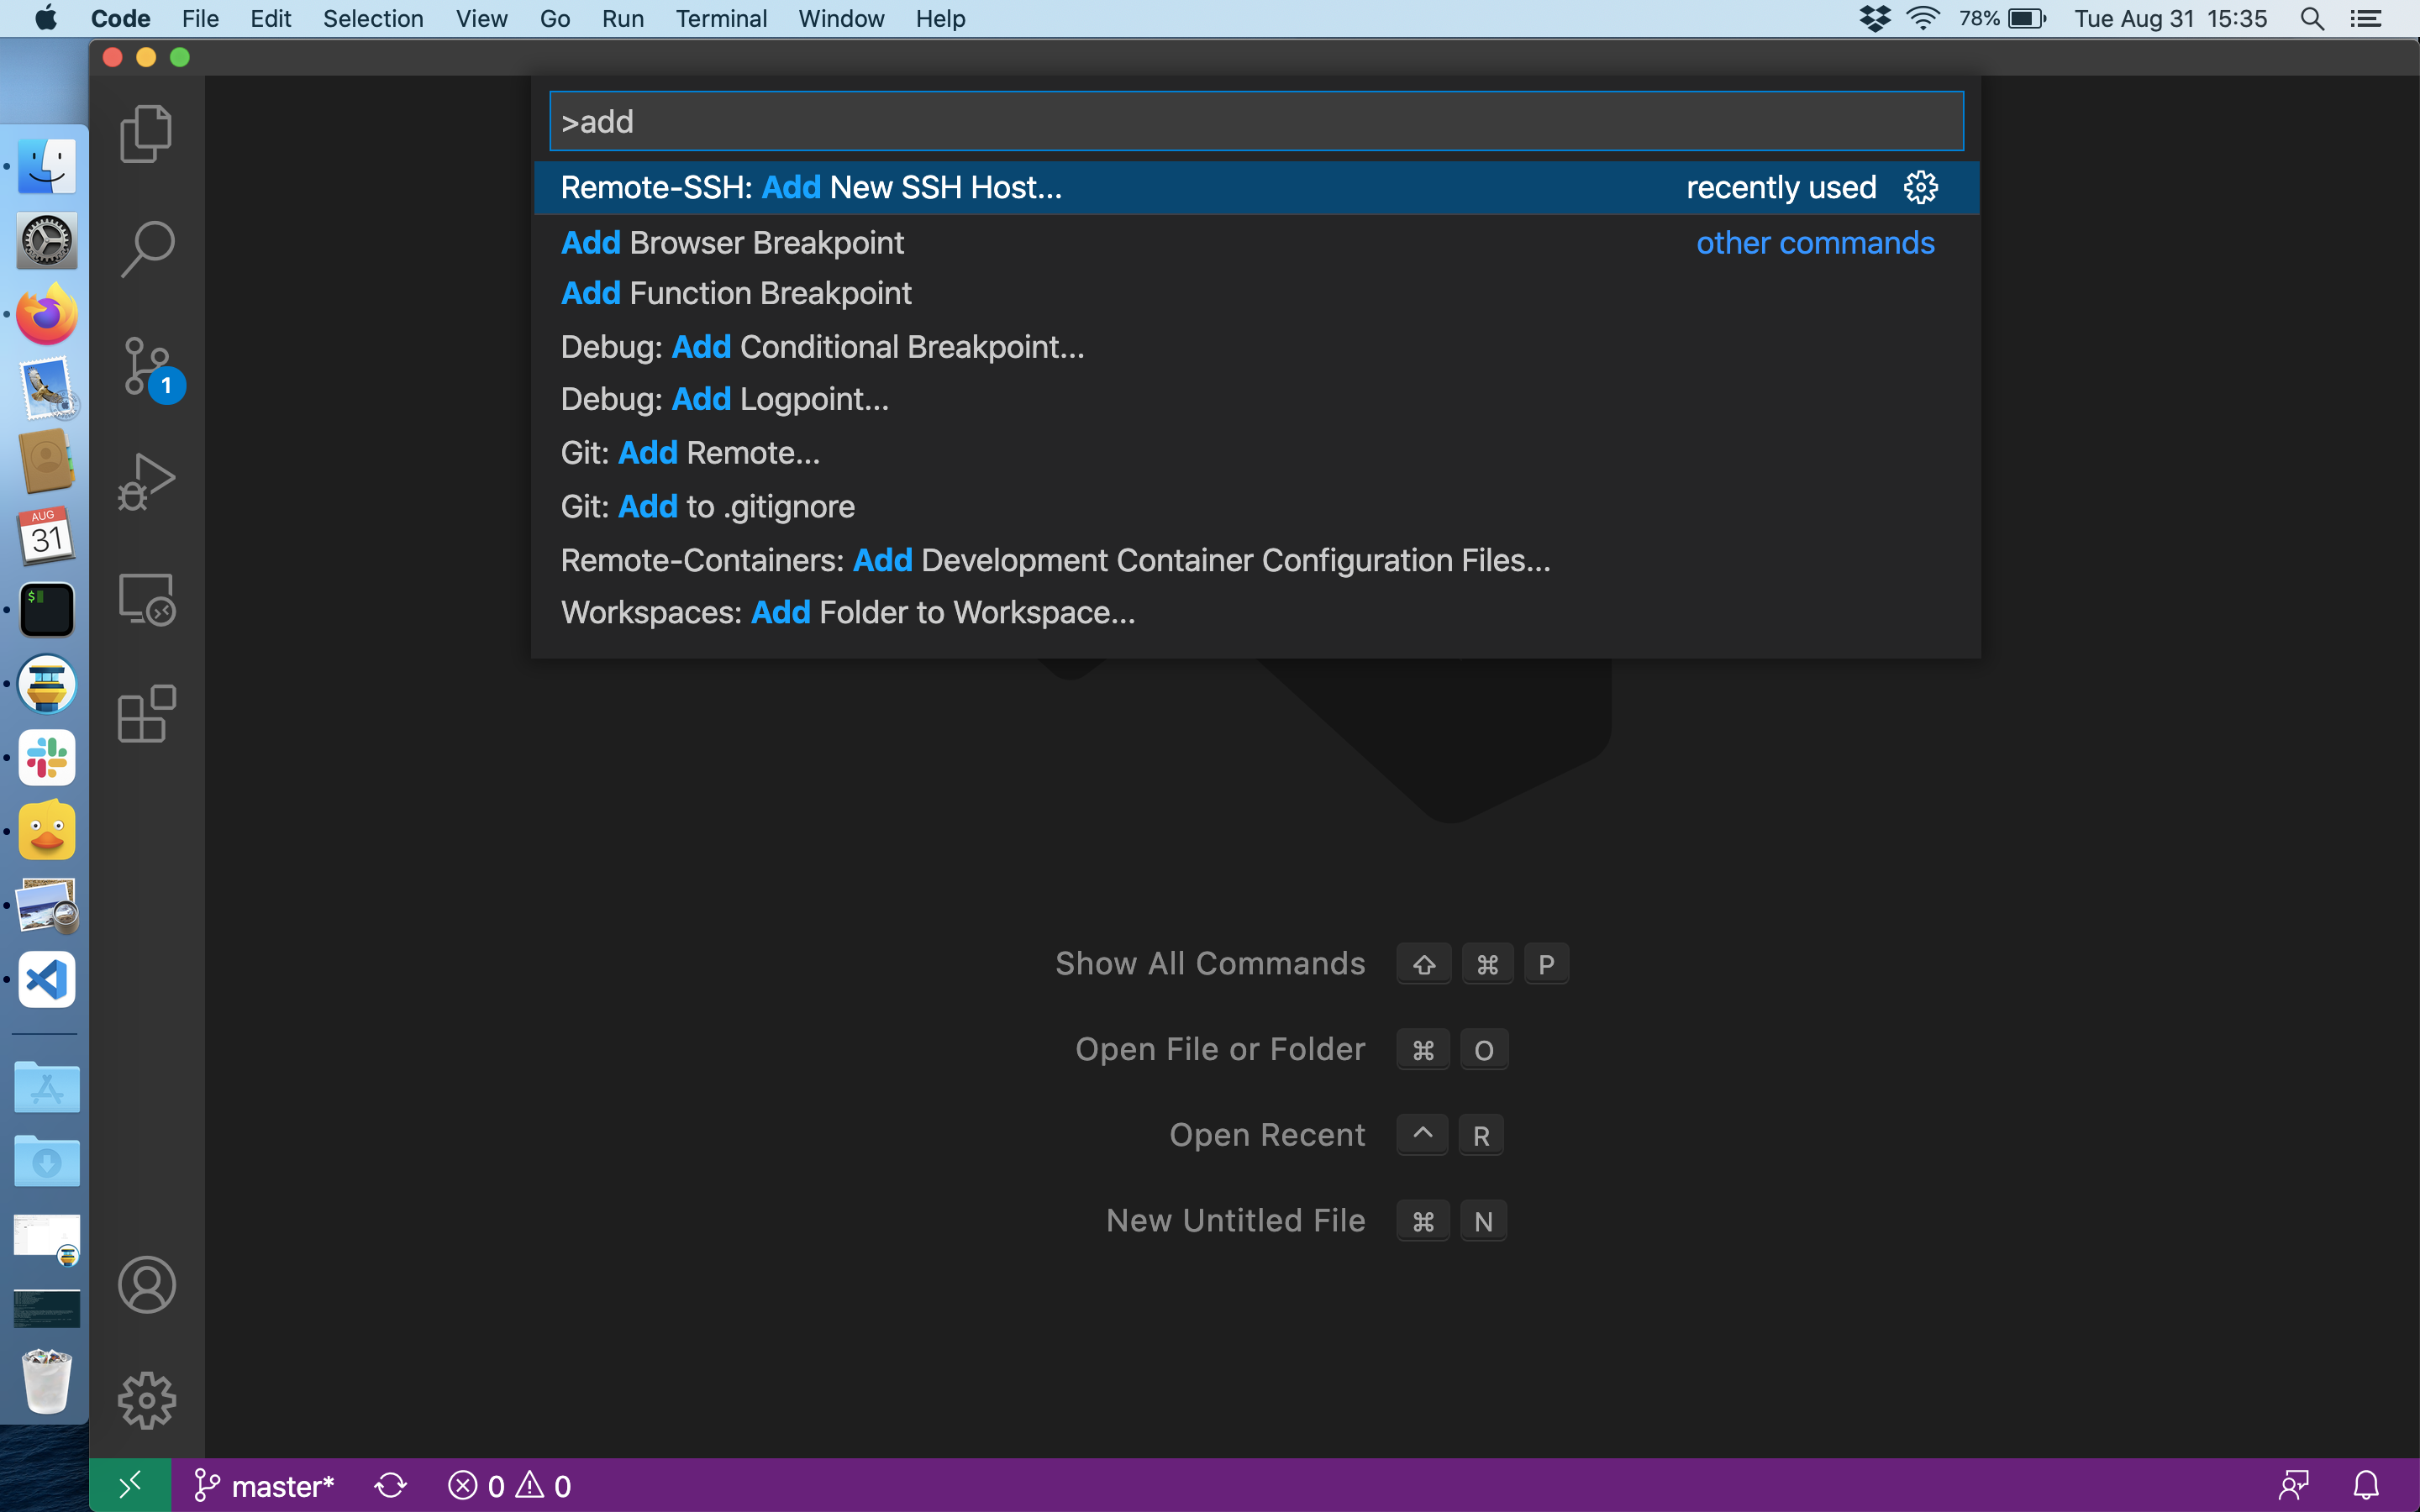 Code File Edit Selection View Go Run Terminal Window Help 78% Tue Aug 31 15:35
>add
Remote-SSH: Add New SSH Host... recently used
Add Browser Breakpoint other commands
Add Function Breakpoint
Debug: Add Conditional Breakpoint...
Debug: Add Logpoint...
Git: Add Remote...
Git: Add to .gitignore
Remote-Containers: Add Development Container Configuration Files...
Workspaces: Add Folder to Workspace...
1
AUG
31
$
Show All Commands ⇧ ⌘ P
Open File or Folder ⌘ O
Open Recent ^ R
New Untitled File ⌘ N
master* 0 0